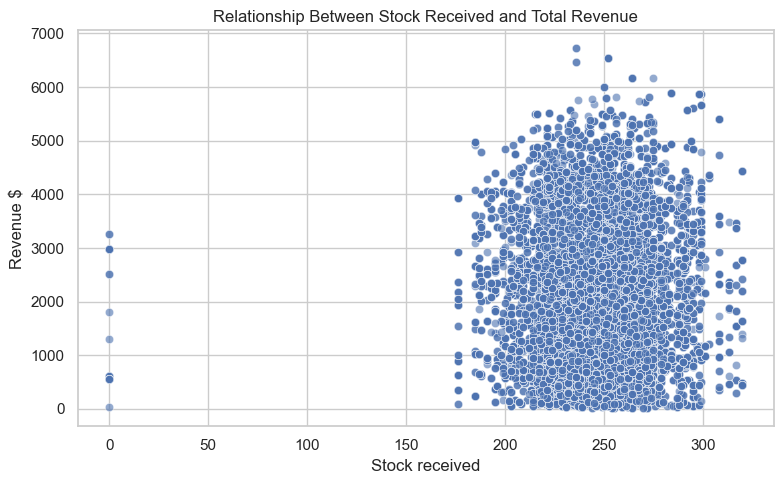 Relationship Between Stock Received and Total Revenue
7000
6000
5000
4000
3000
2000
1000
0
Revenue $
0 50 100 150 200 250 300
Stock received